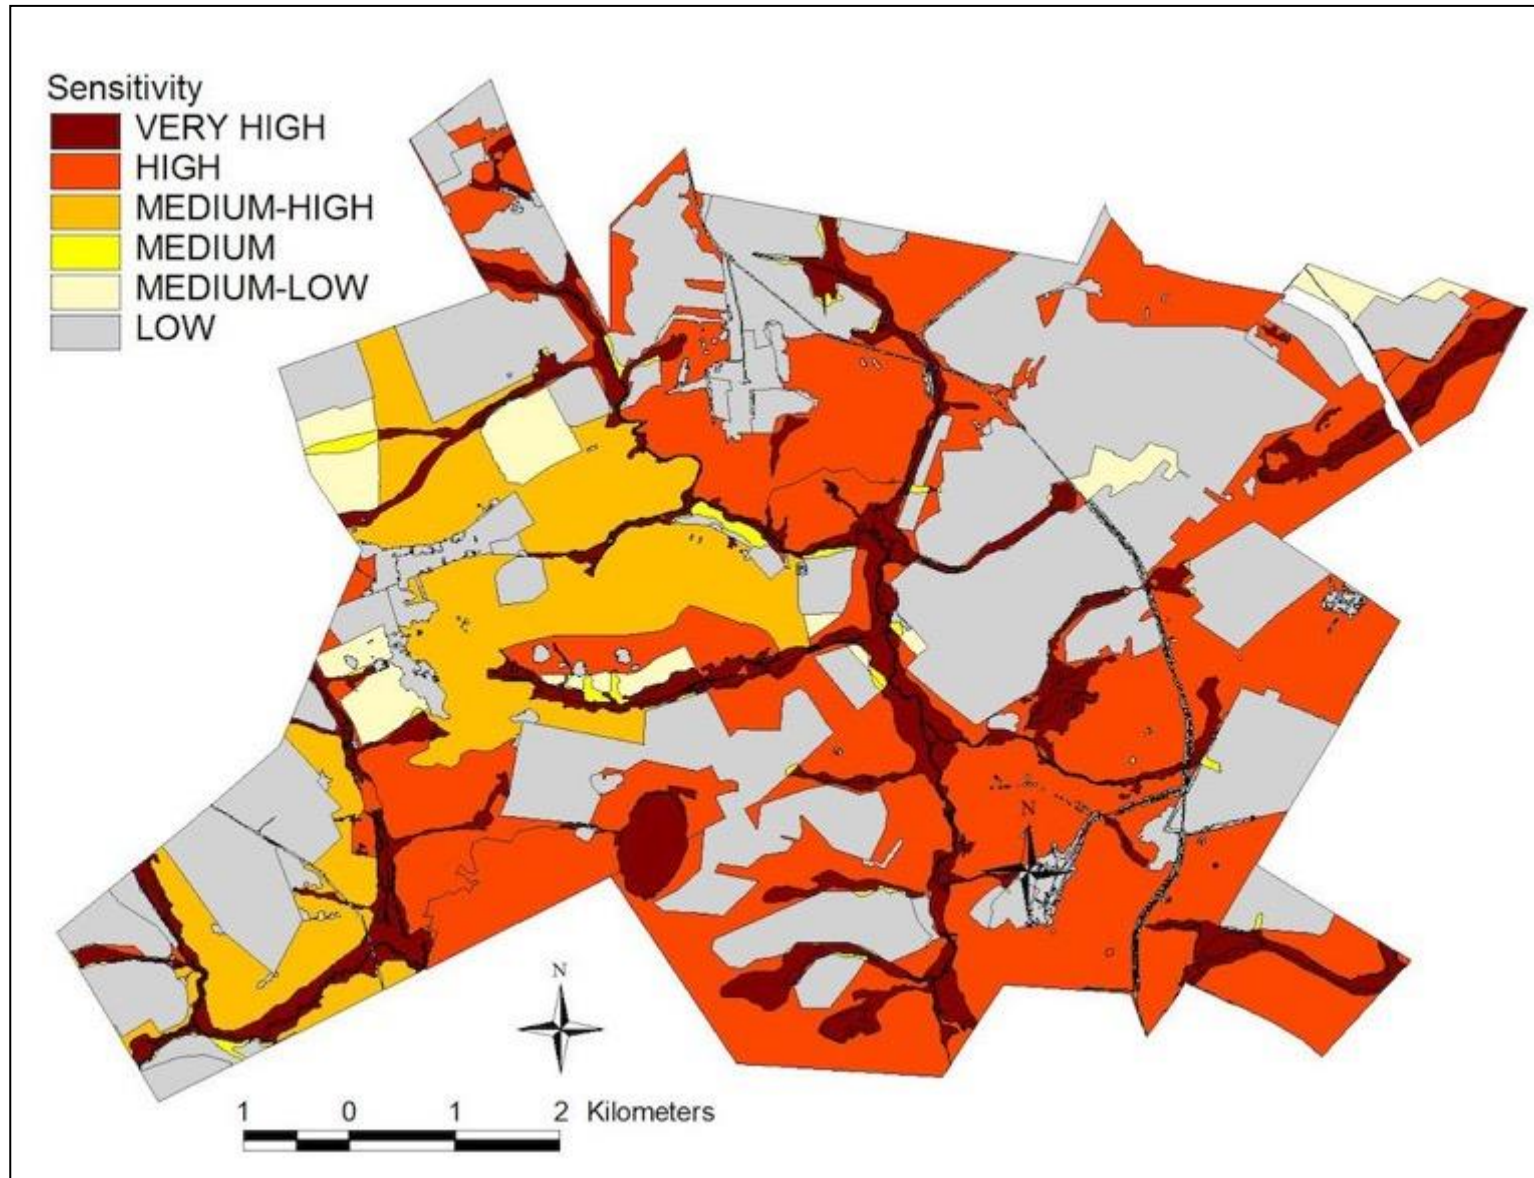 Sensitivity
VERY HIGH
HIGH
MEDIUM-HIGH
MEDIUM
MEDIUM-LOW
LOW
N
N
1 0 1 2 Kilometers